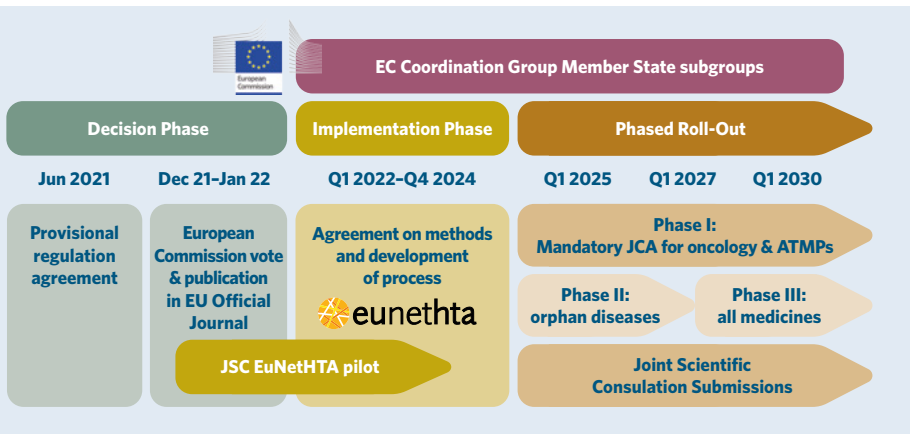 European
Commission
EC Coordination Group Member State subgroups
Decision Phase
Implementation Phase
Phased Roll-Out
Jun 2021
Dec 21–Jan 22
Q1 2022–Q4 2024
Q1 2025
Q1 2027
Q1 2030
Provisional
regulation
agreement
European
Commission vote
& publication
in EU Official
Journal
Agreement on methods
and development
of process
eunethta
JSC EuNetHTA pilot
Phase I:
Mandatory JCA for oncology & ATMPs
Phase II:
orphan diseases
Phase III:
all medicines
Joint Scientific
Consulation Submissions